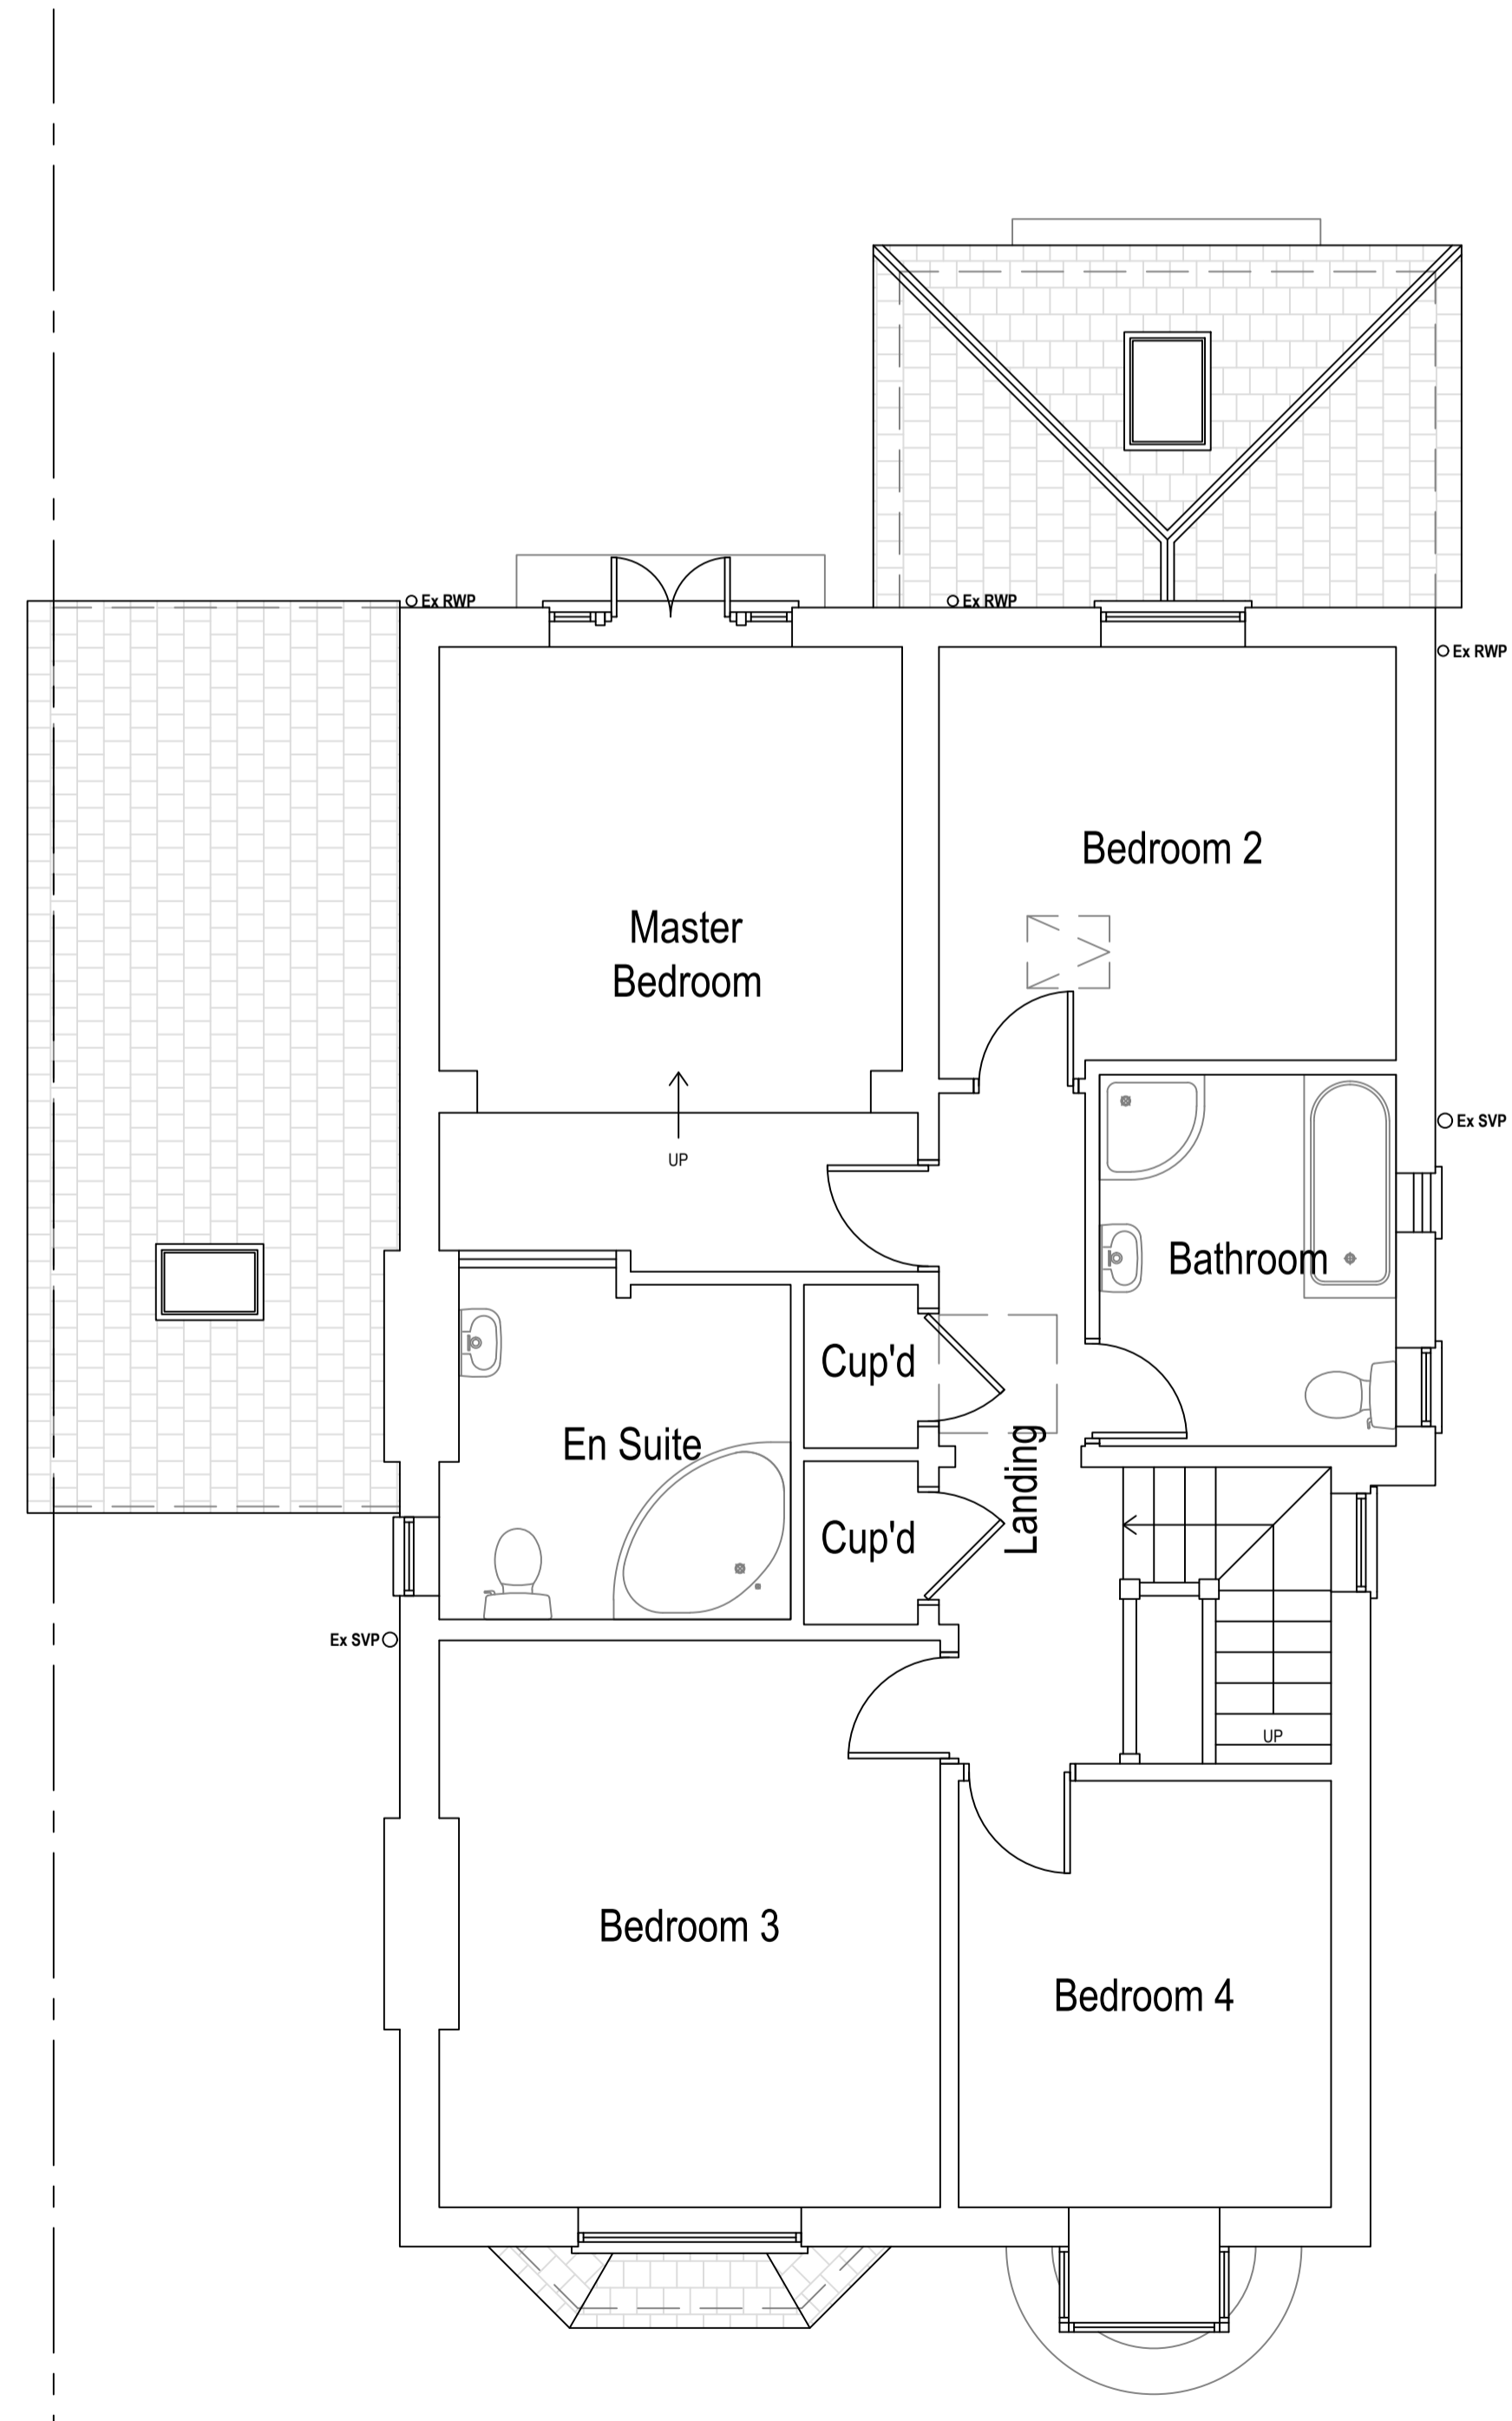 Ex RWP
Ex RWP
Ex RWP
Bedroom 2
Master
Bedroom
Ex SVP
UP
Bathroom
Cup'd
En Suite
Landing
Cup'd
Ex SVP
UP
Bedroom 3
Bedroom 4